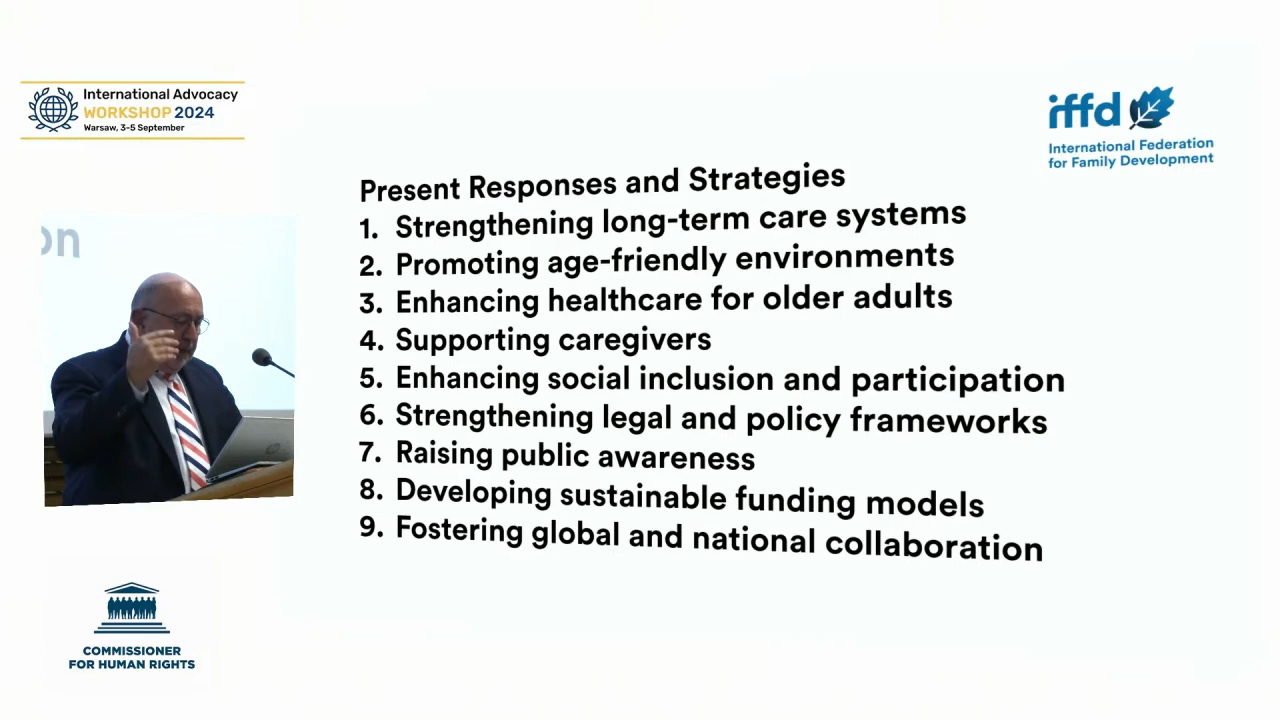 International Advocacy
WORKSHOP 2024
Warsaw, 3-5 September
iffd
International Federation
for Family Development
Present Responses and Strategies
1. Strengthening long-term care systems
2. Promoting age-friendly environments
3. Enhancing healthcare for older adults
4. Supporting caregivers
5. Enhancing social inclusion and participation
6. Strengthening legal and policy frameworks
7. Raising public awareness
8. Developing sustainable funding models
9. Fostering global and national collaboration
on
COMMISSIONER
FOR HUMAN RIGHTS